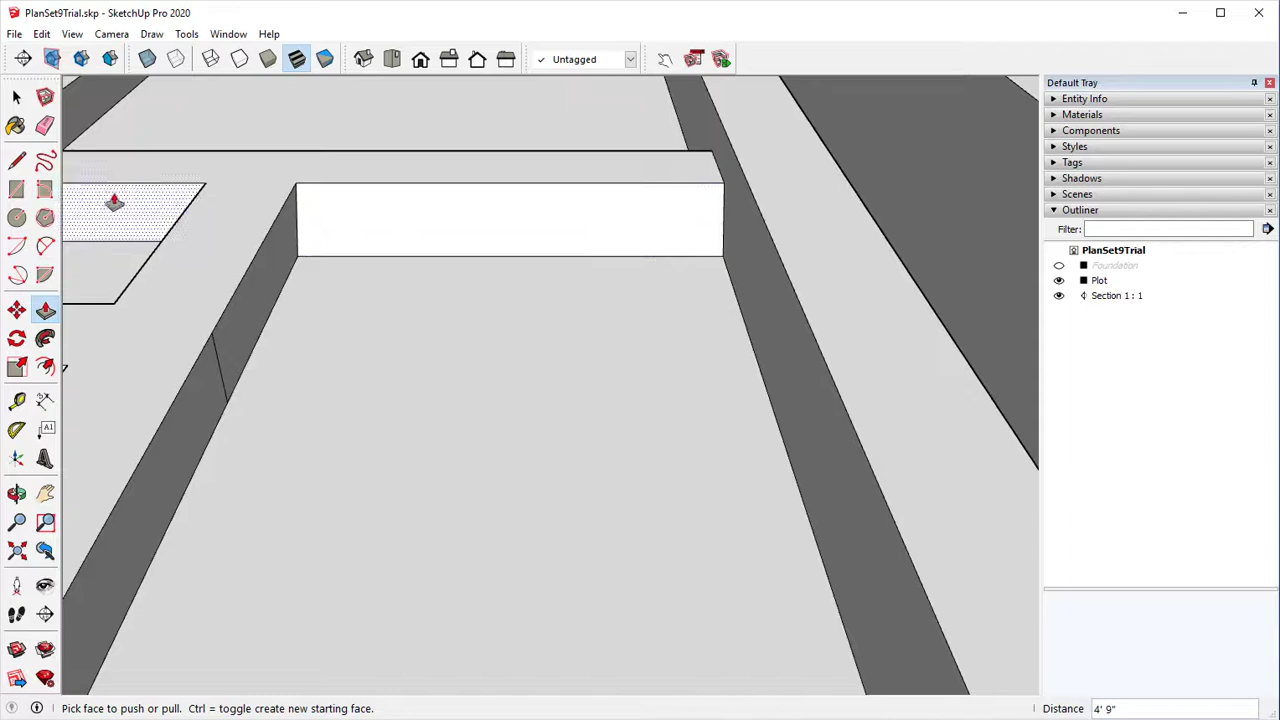 PlanSet9Trial.skp - SketchUp Pro 2020
File Edit View Camera Draw Tools Window Help
✓ Untagged
Default Tray
Entity Info
Materials
Components
Styles
Tags
Shadows
Scenes
Outliner
Filter:
PlanSet9Trial
Foundation
Plot
Section 1 : 1
A1
Pick face to push or pull. Ctrl = toggle create new starting face.
Distance 4' 9"